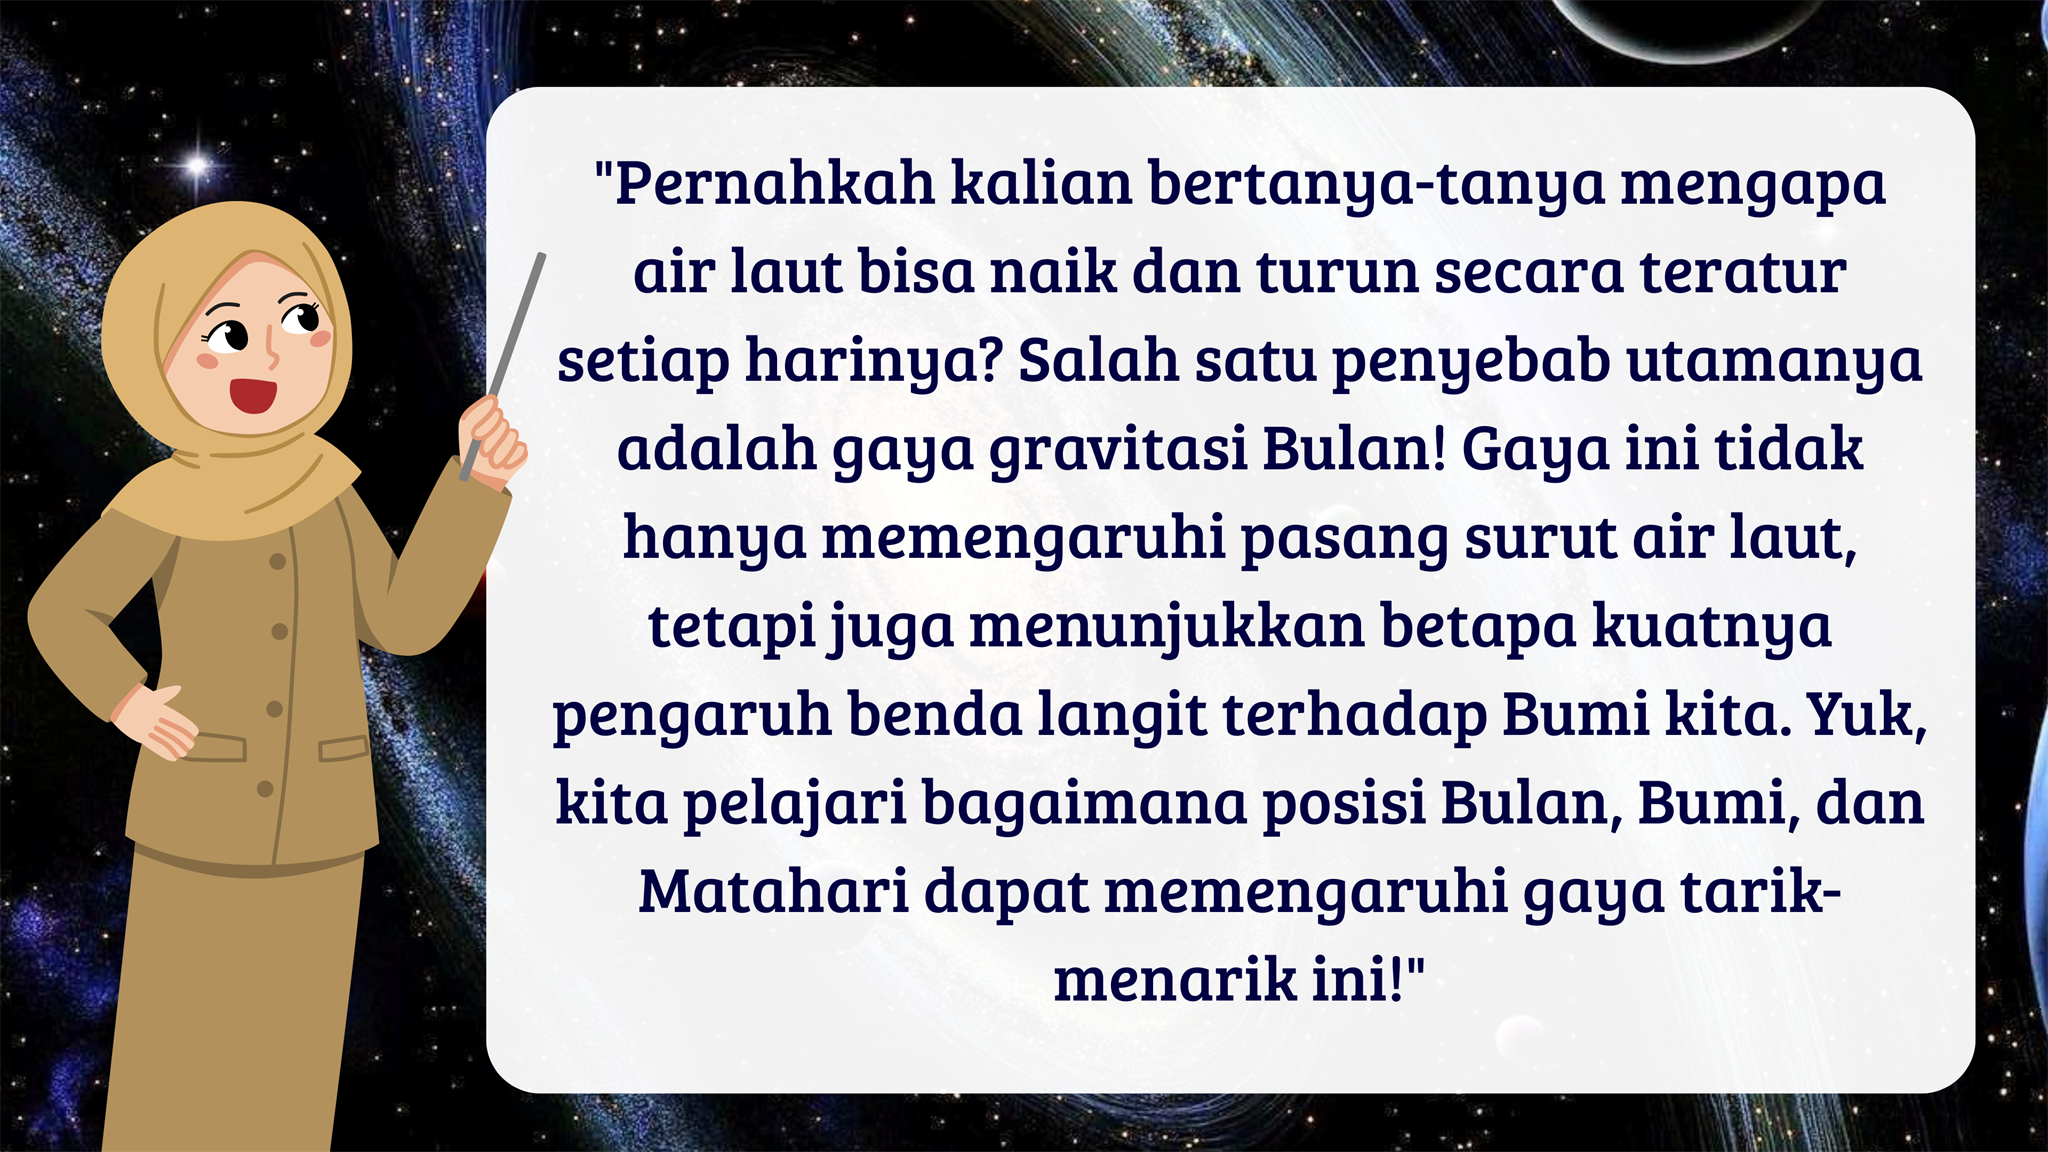 "Pernahkah kalian bertanya-tanya mengapa
air laut bisa naik dan turun secara teratur
setiap harinya? Salah satu penyebab utamanya
adalah gaya gravitasi Bulan! Gaya ini tidak
hanya memengaruhi pasang surut air laut,
tetapi juga menunjukkan betapa kuatnya
pengaruh benda langit terhadap Bumi kita. Yuk,
kita pelajari bagaimana posisi Bulan, Bumi, dan
Matahari dapat memengaruhi gaya tarik-
menarik ini!"